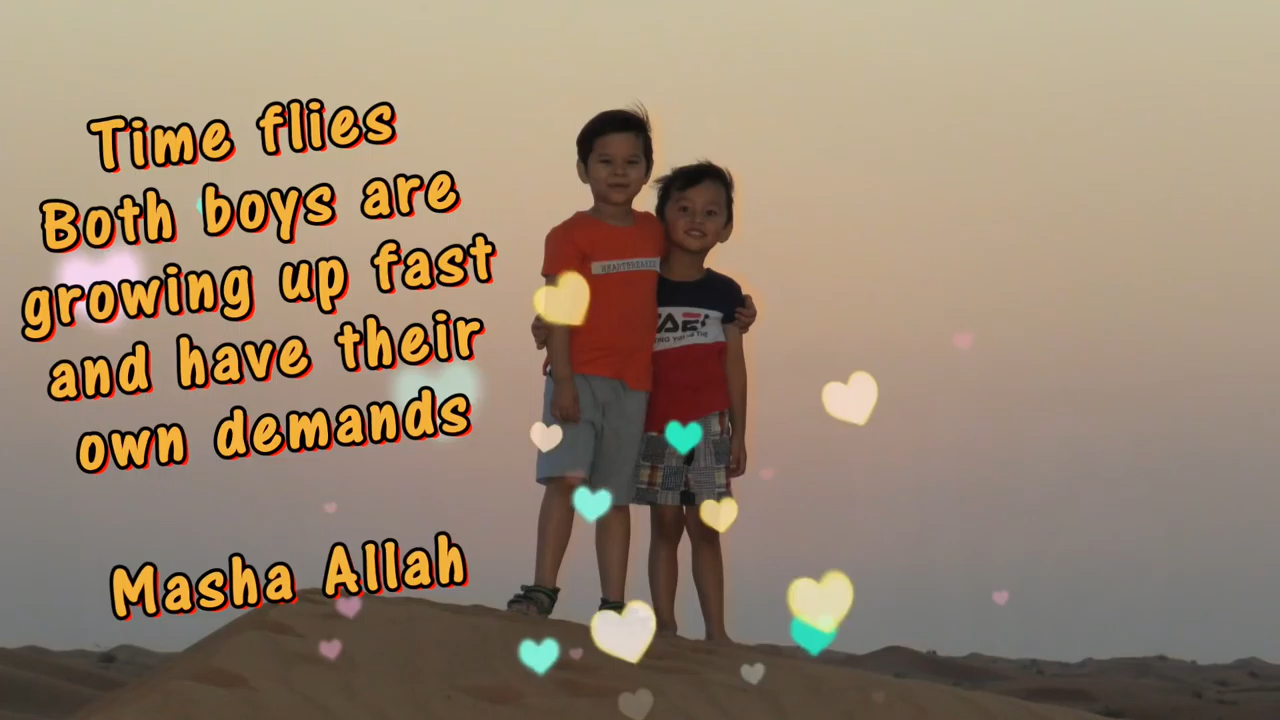 Time flies
Both boys are
growing up fast
and have their
own demands
Masha Allah